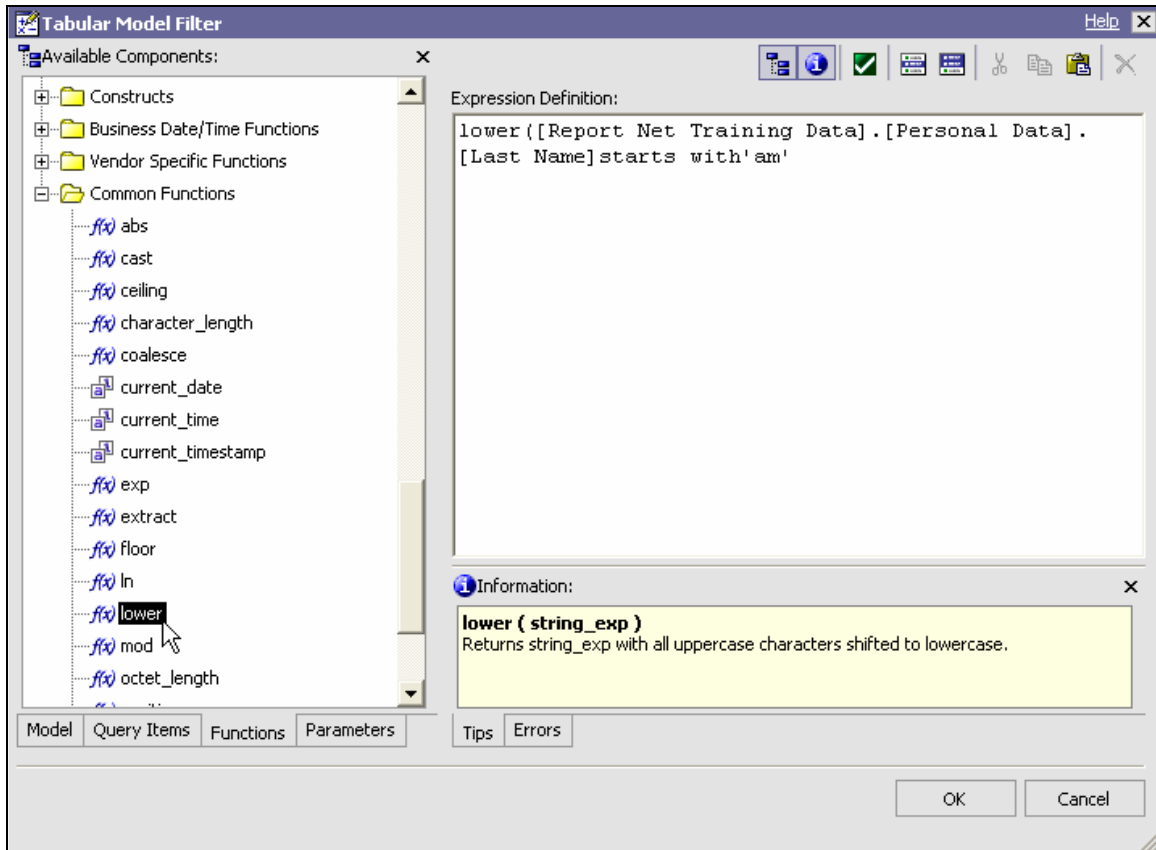 Tabular Model Filter
Help
Available Components:
Constructs
Business Date/Time Functions
Vendor Specific Functions
Common Functions
f(x) abs
f(x) cast
f(x) ceiling
f(x) character_length
f(x) coalesce
a current_date
a current_time
a current_timestamp
f(x) exp
f(x) extract
f(x) floor
f(x) ln
f(x) lower
f(x) mod
f(x) octet_length
Model Query Items Functions Parameters
Expression Definition:
lower([Report Net Training Data].[Personal Data].
[Last Name]starts with'am'
Information:
lower ( string_exp )
Returns string_exp with all uppercase characters shifted to lowercase.
Tips Errors
OK Cancel